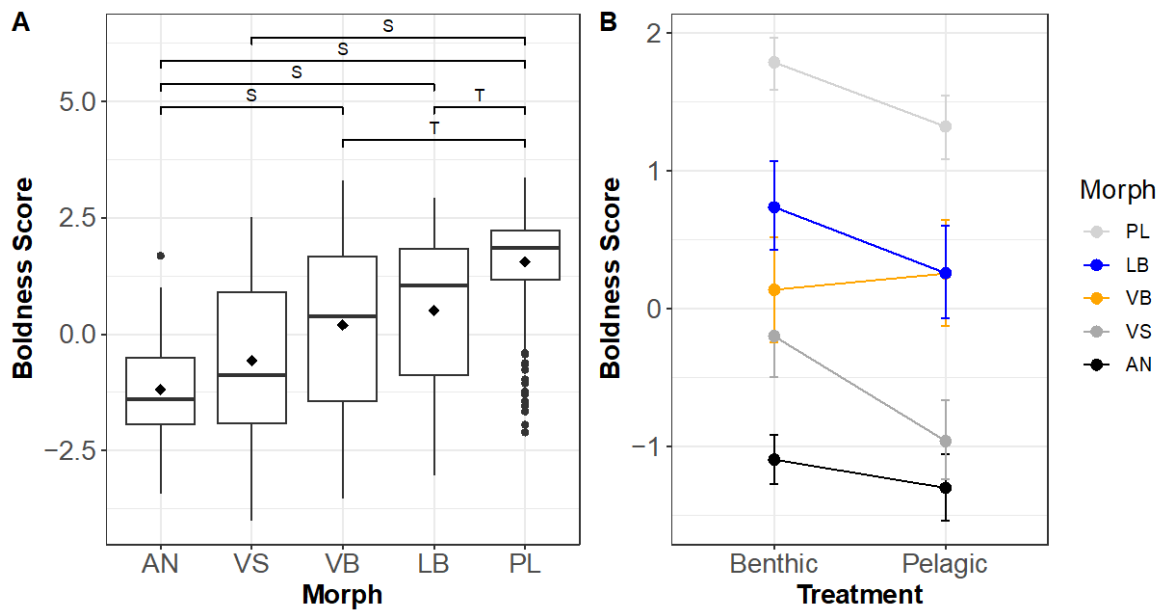 A
S
S
S
S
T
T
5.0
2.5
0.0
−2.5
Boldness Score
AN VS VB LB PL
Morph
B
2
1
0
−1
Boldness Score
Benthic Pelagic
Treatment
Morph
PL
LB
VB
VS
AN